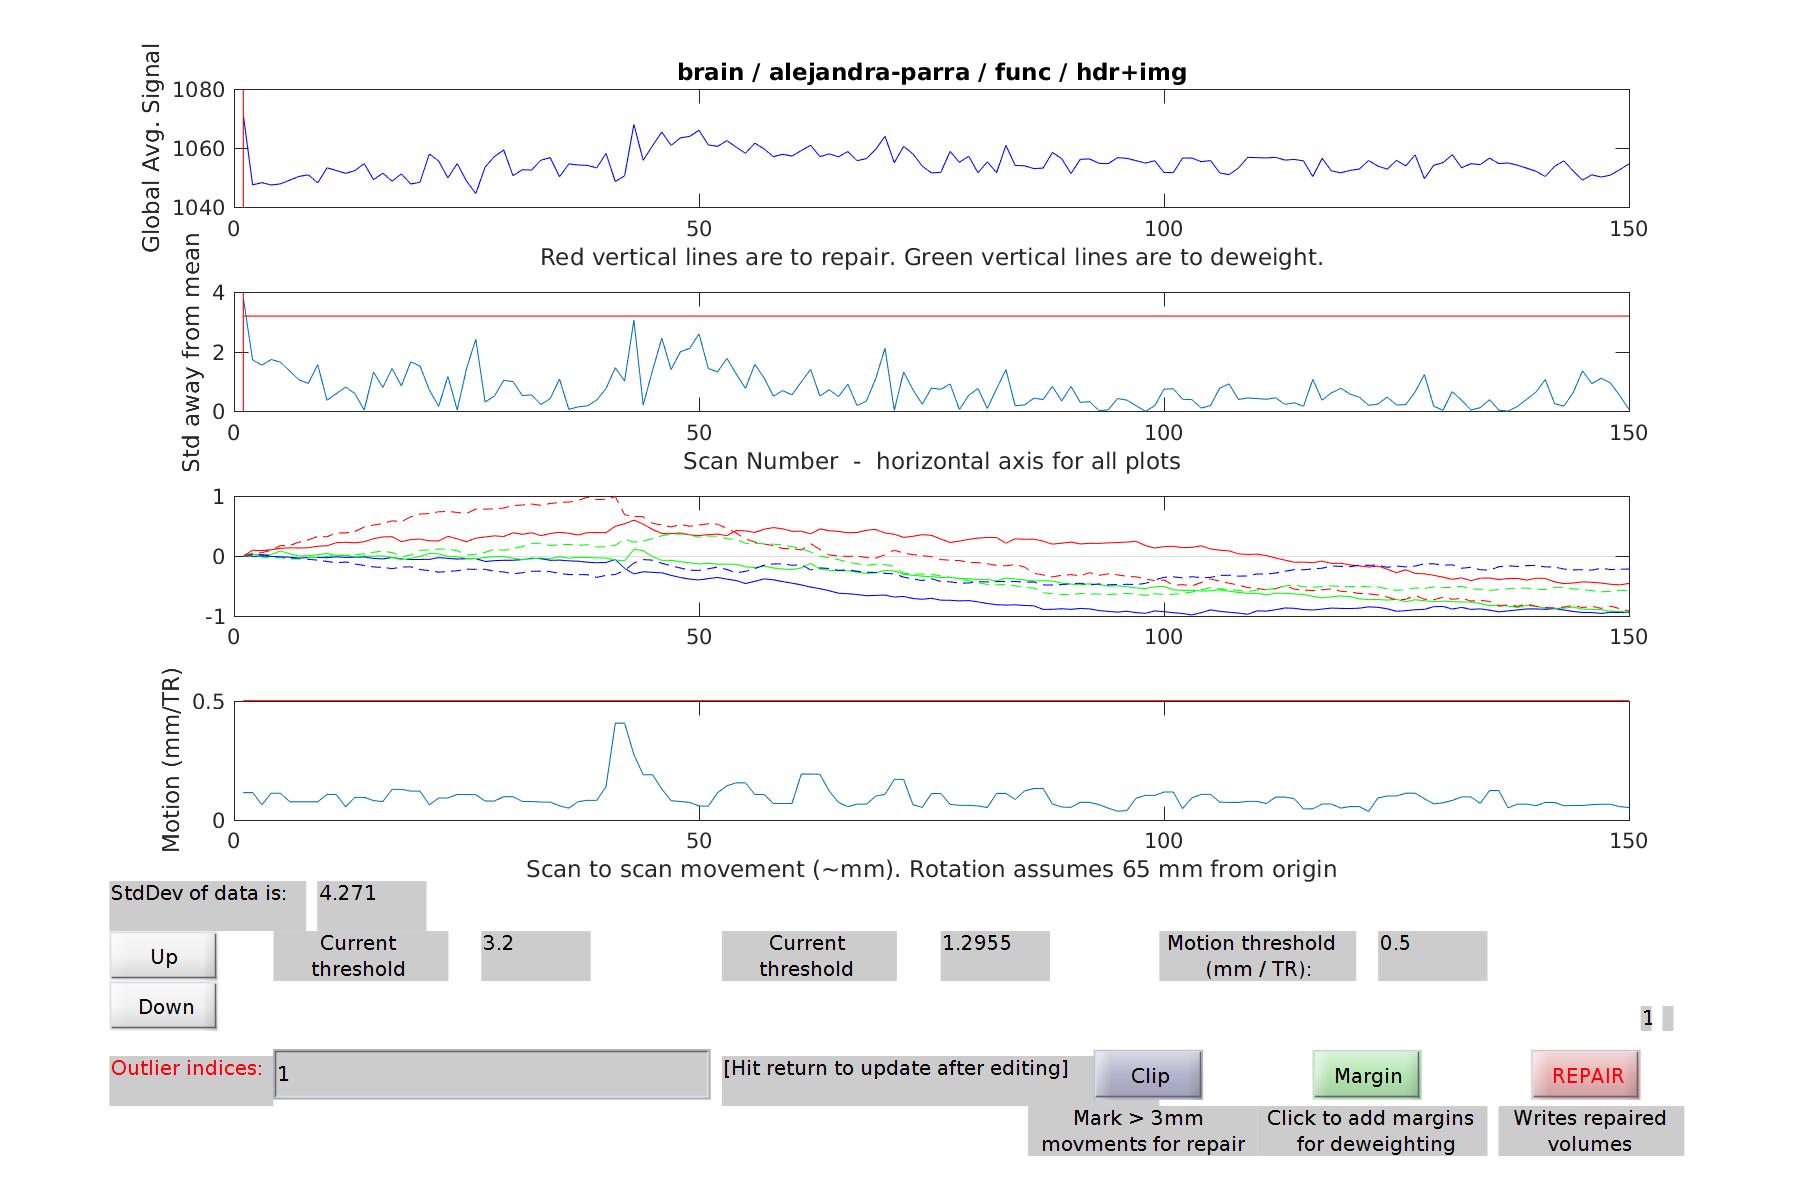 brain / alejandra-parra / func / hdr+img
Global Avg. Signal
1080
1060
1040
0 50 100 150
Red vertical lines are to repair. Green vertical lines are to deweight.
Std away from mean
4
2
0
0 50 100 150
Scan Number - horizontal axis for all plots
1
0
-1
0 50 100 150
Motion (mm/TR)
0.5
0
0 50 100 150
Scan to scan movement (~mm). Rotation assumes 65 mm from origin
StdDev of data is: 4.271
Up
Current
threshold
3.2
Current
threshold
1.2955
Motion threshold
(mm / TR):
0.5
Down
1
Outlier indices: 1
[Hit return to update after editing]
Clip
Margin
REPAIR
Mark > 3mm
movments for repair
Click to add margins
for deweighting
Writes repaired
volumes